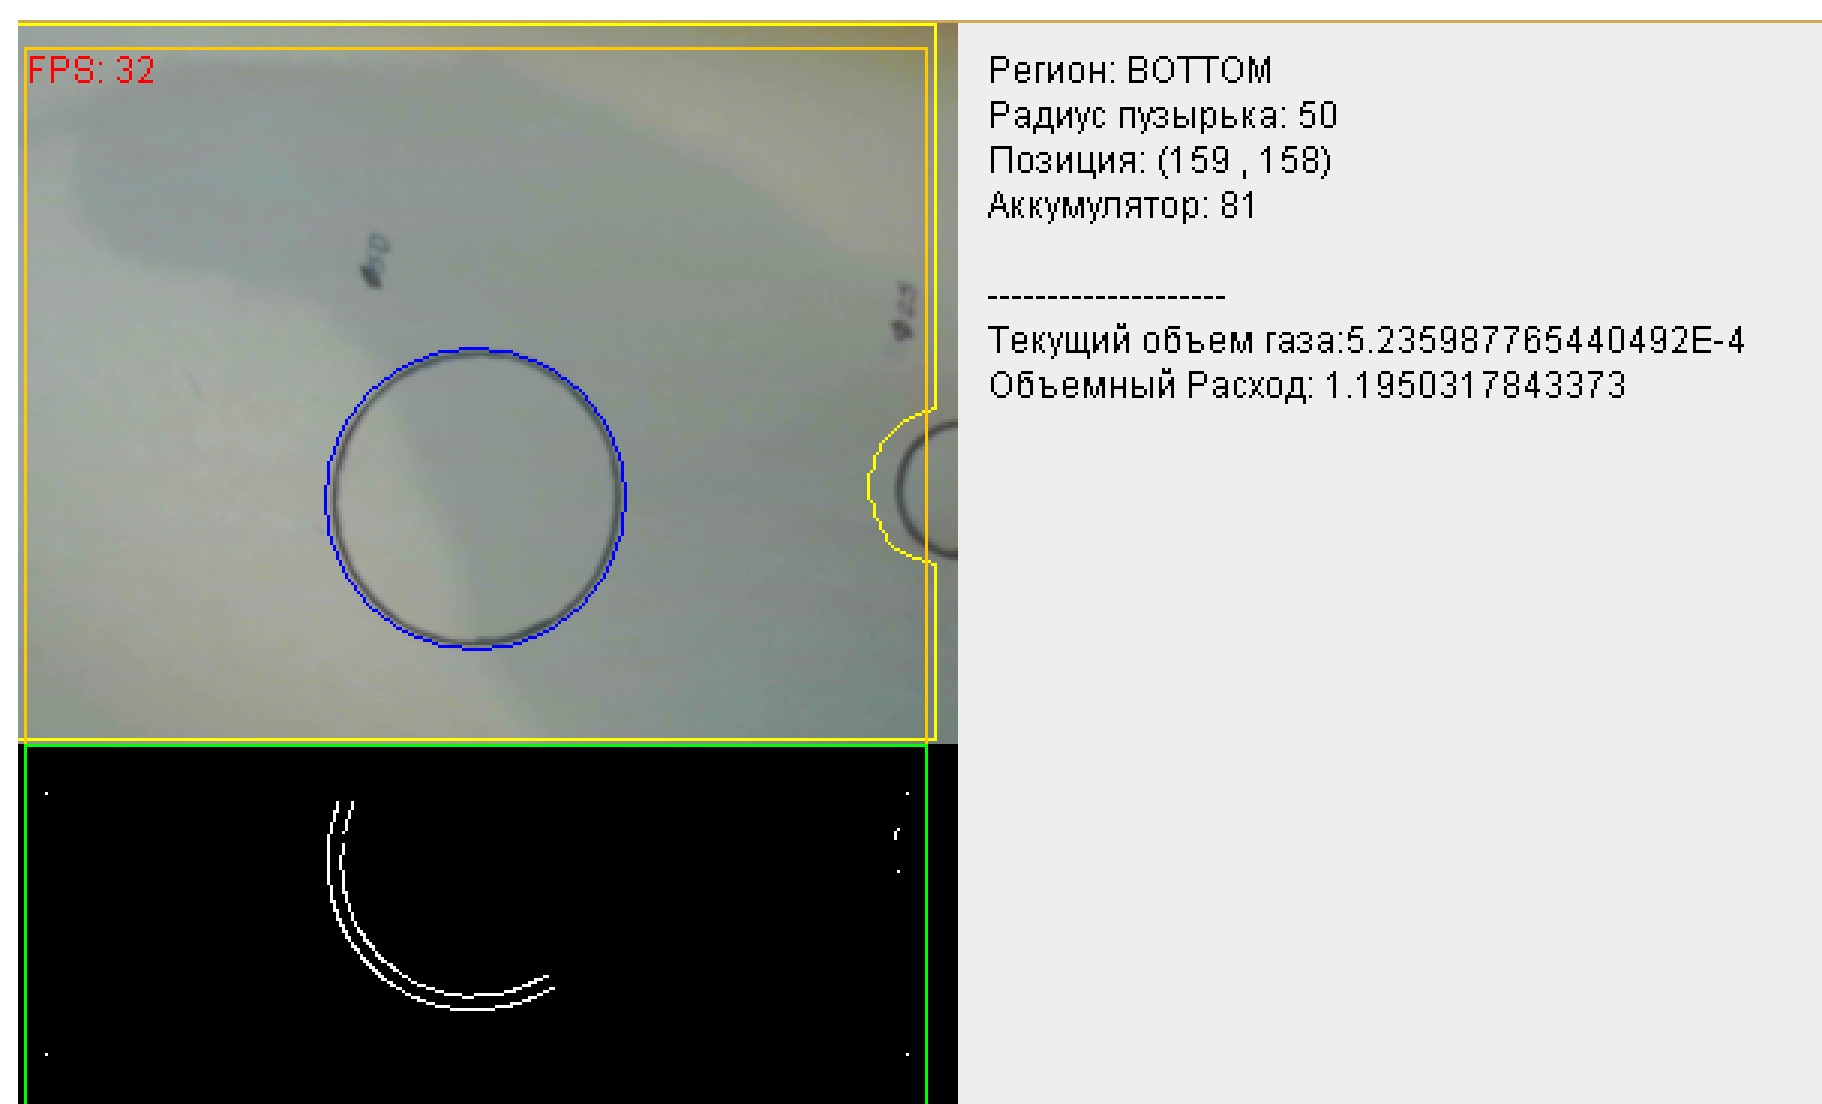 FPS: 32
Регион: BOTTOM
Радиус пузырька: 50
Позиция: (159 , 158)
Аккумулятор: 81
--------------------
Текущий объем газа:5.235987765440492E-4
Объемный Расход: 1.1950317843373